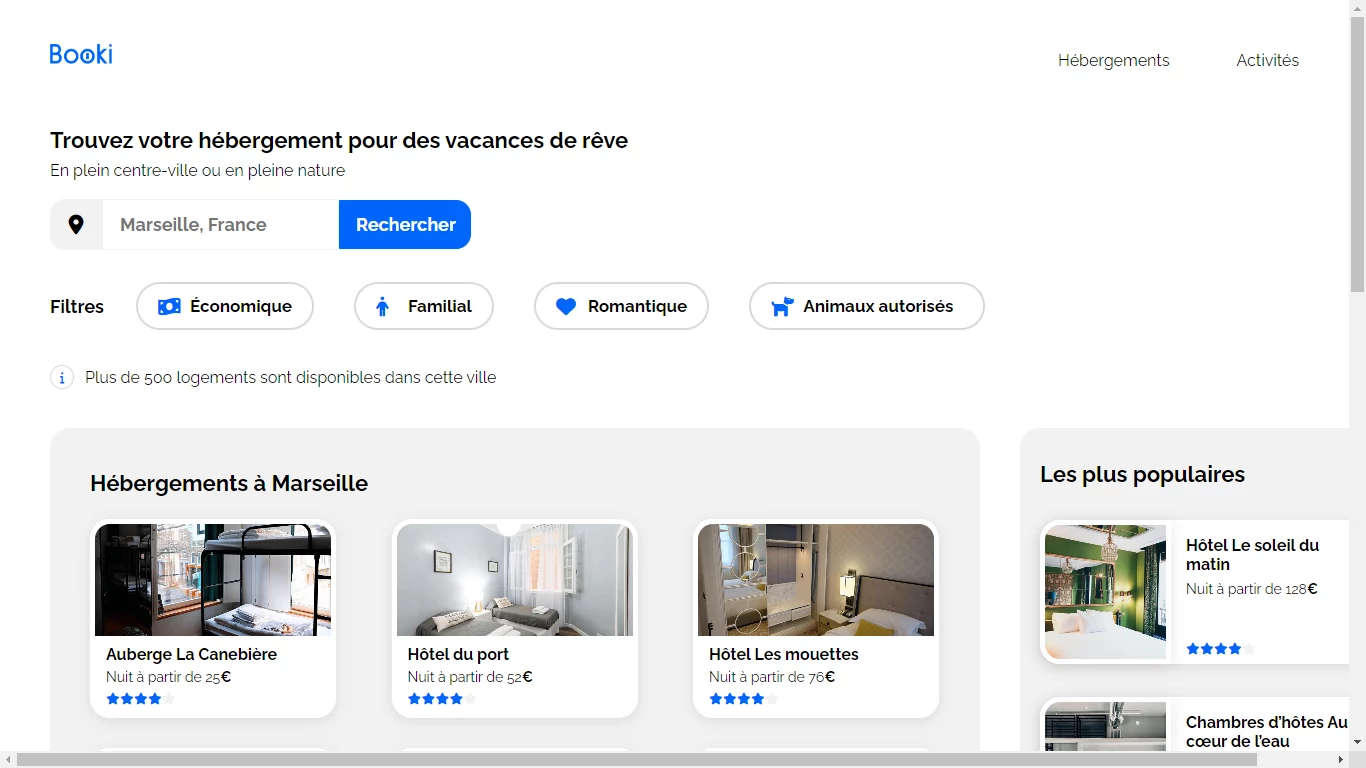 Booki
Hébergements
Activités
Trouvez votre hébergement pour des vacances de rêve
En plein centre-ville ou en pleine nature
Marseille, France
Rechercher
Filtres
Économique
Familial
Romantique
Animaux autorisés
Plus de 500 logements sont disponibles dans cette ville
Hébergements à Marseille
Auberge La Canebière
Nuit à partir de 25€
Hôtel du port
Nuit à partir de 52€
Hôtel Les mouettes
Nuit à partir de 76€
Les plus populaires
Hôtel Le soleil du
matin
Nuit à partir de 128€
Chambres d’hôtes Au
cœur de l’eau